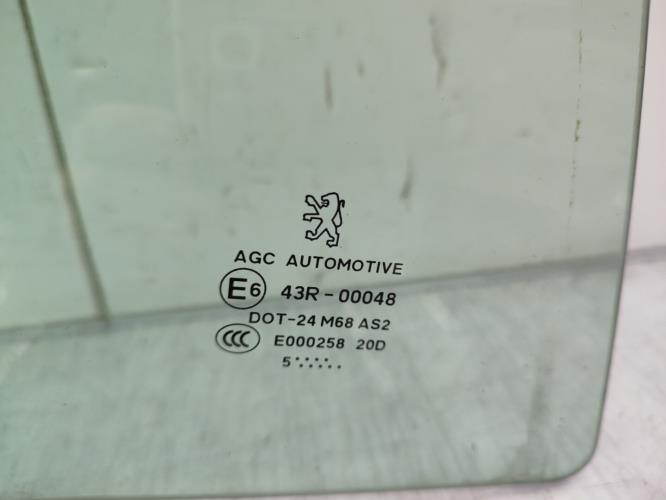 AGC AUTOMOTIVE
E6 43R-00048
DOT-24 M68 AS2
CCC E000258 20D
5